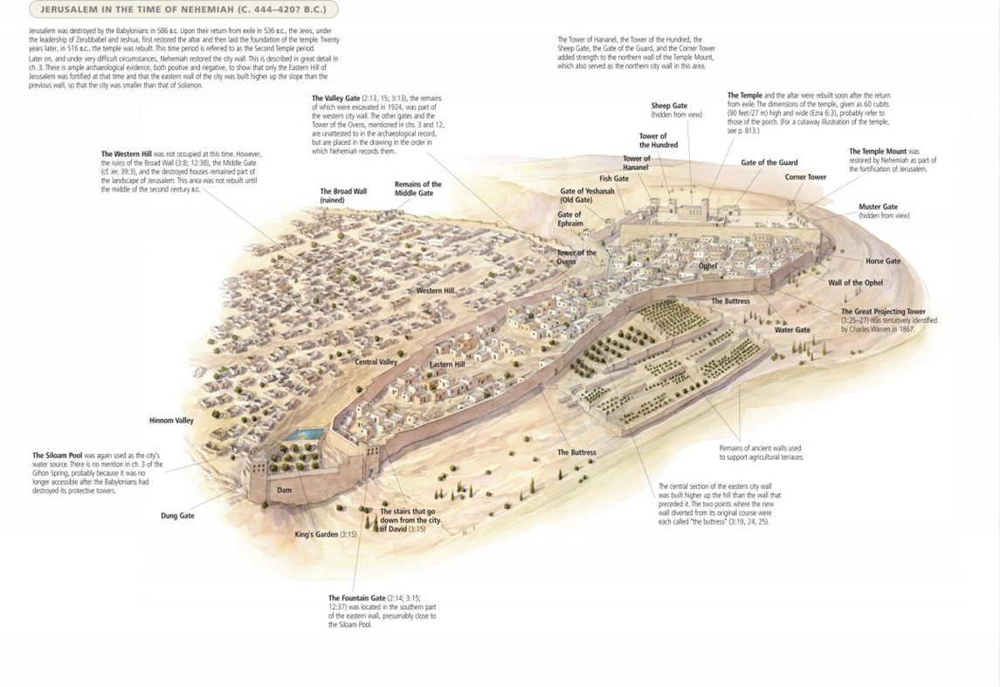 JERUSALEM IN THE TIME OF NEHEMIAH (C. 444–420? B.C.)
Jerusalem was destroyed by the Babylonians in 586 B.C. Upon their return from exile in 536 B.C., the Jews, under
the leadership of Zerubbabel and Jeshua, first restored the altar and then laid the foundation of the temple. Twenty
years later, in 516 B.C., the temple was rebuilt. This time period is referred to as the Second Temple period.
Later on, and under very difficult circumstances, Nehemiah restored the city wall. This is described in great detail in
ch. 3. There is ample archaeological evidence, both positive and negative, to show that only the Eastern Hill of
Jerusalem was fortified at that time and that the eastern wall of the city was built higher up the slope than the
previous wall, so that the city was smaller than that of Solomon.
The Tower of Hananel, the Tower of the Hundred, the
Sheep Gate, the Gate of the Guard, and the Corner Tower
added strength to the northern wall of the Temple Mount,
which also served as the northern city wall in this area.
The Valley Gate (2:13, 15; 3:13), the remains
of which were excavated in 1924, was part of
the western city wall. The other gates and the
Tower of the Ovens, mentioned in chs. 3 and 12,
are unattested to in the archaeological record,
but are placed in the drawing in the order in
which Nehemiah records them.
The Temple and the altar were rebuilt soon after the return
from exile. The dimensions of the temple, given as 60 cubits
(90 feet/27 m) high and wide (Ezra 6:3), probably refer to
those of the porch. (For a cutaway illustration of the temple,
see p. 813.)
Sheep Gate
(hidden from view)
Tower of
the Hundred
Tower of
Hananel
Fish Gate
Gate of Yeshanah
(Old Gate)
Gate of
Ephraim
Tower of the
Ovens
Gate of the Guard
Corner Tower
The Temple Mount was
restored by Nehemiah as part of
the fortification of Jerusalem.
Muster Gate
(hidden from view)
The Western Hill was not occupied at this time. However,
the ruins of the Broad Wall (3:8; 12:38), the Middle Gate
(cf. Jer. 39:3), and the destroyed houses remained part of
the landscape of Jerusalem. This area was not rebuilt until
the middle of the second century B.C.
The Broad Wall
(ruined)
Remains of the
Middle Gate
Horse Gate
Ophel
Wall of the Ophel
Western Hill
The Buttress
The Great Projecting Tower
(3:25–27) was tentatively identified
by Charles Warren in 1867.
Water Gate
Central Valley
Eastern Hill
Hinnom Valley
The Siloam Pool was again used as the city's
water source. There is no mention in ch. 3 of the
Gihon Spring, probably because it was no
longer accessible after the Babylonians had
destroyed its protective towers.
The Buttress
Remains of ancient walls used
to support agricultural terraces.
Dam
The central section of the eastern city wall
was built higher up the hill than the wall that
preceded it. The two points where the new
wall diverted from its original course were
each called "the buttress" (3:19, 24, 25).
Dung Gate
The stairs that go
down from the city
of David (3:15)
King's Garden (3:15)
The Fountain Gate (2:14; 3:15;
12:37) was located in the southern part
of the eastern wall, presumably close to
the Siloam Pool.